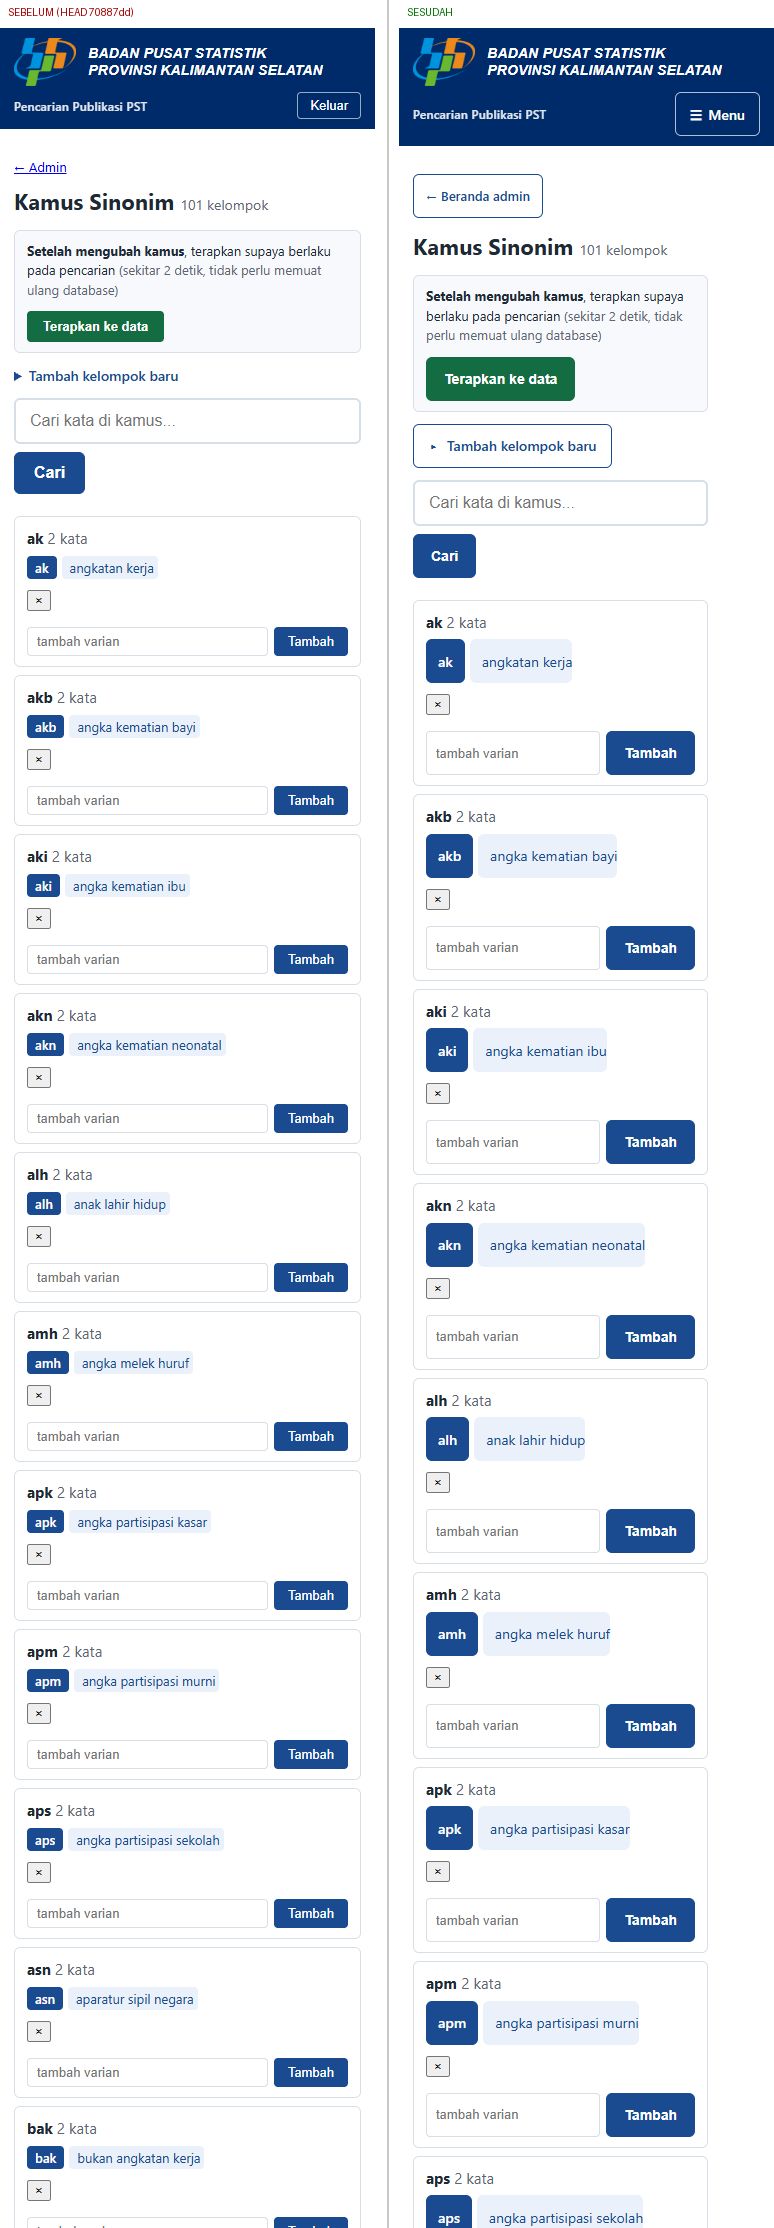 SEBELUM (HEAD 70887dd)
BADAN PUSAT STATISTIK
PROVINSI KALIMANTAN SELATAN
Pencarian Publikasi PST
Keluar
← Admin
Kamus Sinonim 101 kelompok
Setelah mengubah kamus, terapkan supaya berlaku
pada pencarian (sekitar 2 detik, tidak perlu memuat
ulang database)
Terapkan ke data
▶ Tambah kelompok baru
Cari kata di kamus...
Cari
ak 2 kata
ak angkatan kerja
×
tambah varian Tambah
akb 2 kata
akb angka kematian bayi
×
tambah varian Tambah
aki 2 kata
aki angka kematian ibu
×
tambah varian Tambah
akn 2 kata
akn angka kematian neonatal
×
tambah varian Tambah
alh 2 kata
alh anak lahir hidup
×
tambah varian Tambah
amh 2 kata
amh angka melek huruf
×
tambah varian Tambah
apk 2 kata
apk angka partisipasi kasar
×
tambah varian Tambah
apm 2 kata
apm angka partisipasi murni
×
tambah varian Tambah
aps 2 kata
aps angka partisipasi sekolah
×
tambah varian Tambah
asn 2 kata
asn aparatur sipil negara
×
tambah varian Tambah
bak 2 kata
bak bukan angkatan kerja
×
SESUDAH
BADAN PUSAT STATISTIK
PROVINSI KALIMANTAN SELATAN
Pencarian Publikasi PST
☰ Menu
← Beranda admin
Kamus Sinonim 101 kelompok
Setelah mengubah kamus, terapkan supaya
berlaku pada pencarian (sekitar 2 detik, tidak
perlu memuat ulang database)
Terapkan ke data
▸ Tambah kelompok baru
Cari kata di kamus...
Cari
ak 2 kata
ak angkatan kerja
×
tambah varian Tambah
akb 2 kata
akb angka kematian bayi
×
tambah varian Tambah
aki 2 kata
aki angka kematian ibu
×
tambah varian Tambah
akn 2 kata
akn angka kematian neonatal
×
tambah varian Tambah
alh 2 kata
alh anak lahir hidup
×
tambah varian Tambah
amh 2 kata
amh angka melek huruf
×
tambah varian Tambah
apk 2 kata
apk angka partisipasi kasar
×
tambah varian Tambah
apm 2 kata
apm angka partisipasi murni
×
tambah varian Tambah
aps 2 kata
aps angka partisipasi sekolah